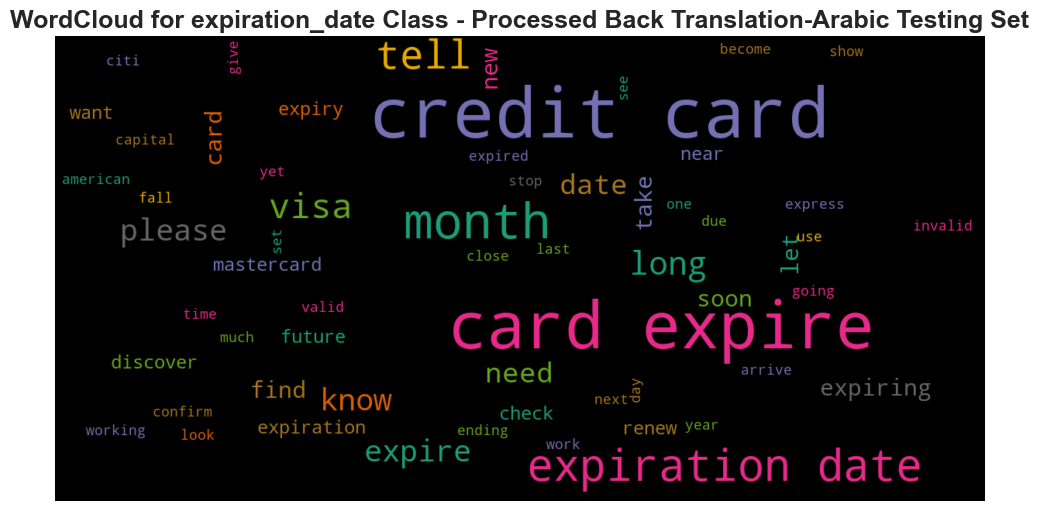 WordCloud for expiration_date Class - Processed Back Translation-Arabic Testing Set
citi
give
tell
new
become
show
want
card
expiry
credit card
see
capital
expired
near
american
yet
stop
date
take
fall
visa
month
one
express
please
set
due
invalid
close
last
long
let
use
mastercard
soon
going
time
valid
card expire
much
future
discover
need
arrive
find
know
next
day
expiring
confirm
check
working
look
expiration
ending
renew
year
expire
work
expiration date